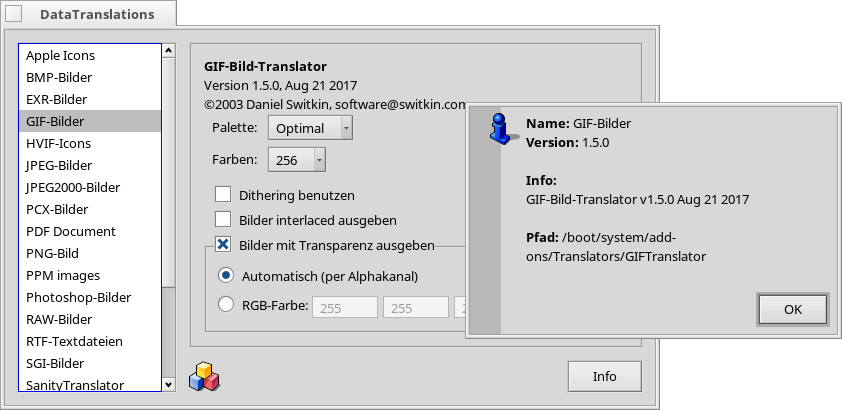 DataTranslations
Apple Icons
BMP-Bilder
EXR-Bilder
GIF-Bilder
HVIF-Icons
JPEG-Bilder
JPEG2000-Bilder
PCX-Bilder
PDF Document
PNG-Bild
PPM images
Photoshop-Bilder
RAW-Bilder
RTF-Textdateien
SGI-Bilder
SanityTranslator
GIF-Bild-Translator
Version 1.5.0, Aug 21 2017
©2003 Daniel Switkin, software@switkin.com
Palette: Optimal
Farben: 256
Dithering benutzen
Bilder interlaced ausgeben
Bilder mit Transparenz ausgeben
Automatisch (per Alphakanal)
RGB-Farbe: 255 255 2
Info
Name: GIF-Bilder
Version: 1.5.0
Info:
GIF-Bild-Translator v1.5.0 Aug 21 2017
Pfad: /boot/system/add-
ons/Translators/GIFTranslator
OK